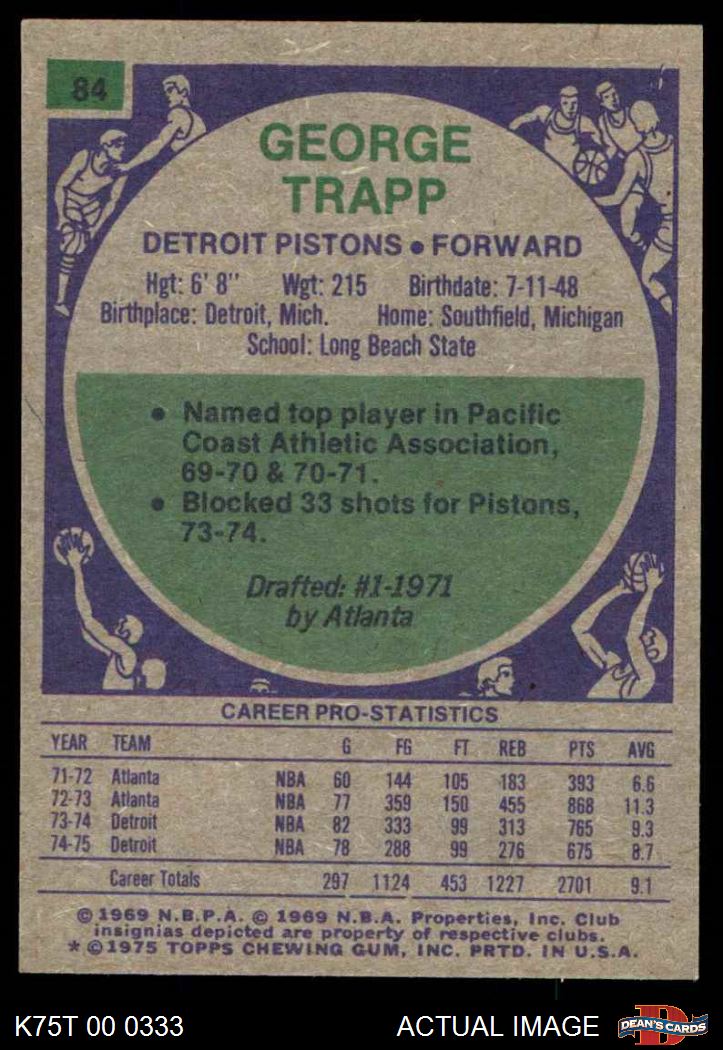 84
GEORGE
TRAPP
DETROIT PISTONS • FORWARD
Hgt: 6' 8" Wgt: 215 Birthdate: 7-11-48
Birthplace: Detroit, Mich. Home: Southfield, Michigan
School: Long Beach State
• Named top player in Pacific
Coast Athletic Association,
69-70 & 70-71.
• Blocked 33 shots for Pistons,
73-74.
Drafted: #1-1971
by Atlanta
CAREER PRO-STATISTICS
YEAR TEAM G FG FT REB PTS AVG
71-72 Atlanta NBA 60 144 105 183 393 6.6
72-73 Atlanta NBA 77 359 150 455 868 11.3
73-74 Detroit NBA 82 333 99 313 765 9.3
74-75 Detroit NBA 78 288 99 276 675 8.7
Career Totals 297 1124 453 1227 2701 9.1
© 1969 N.B.P.A. © 1969 N.B.A. Properties, Inc. Club
insignias depicted are property of respective clubs.
* © 1975 TOPPS CHEWING GUM, INC. PRTD. IN U.S.A.
K75T 00 0333 ACTUAL IMAGE DEAN'S CARDS